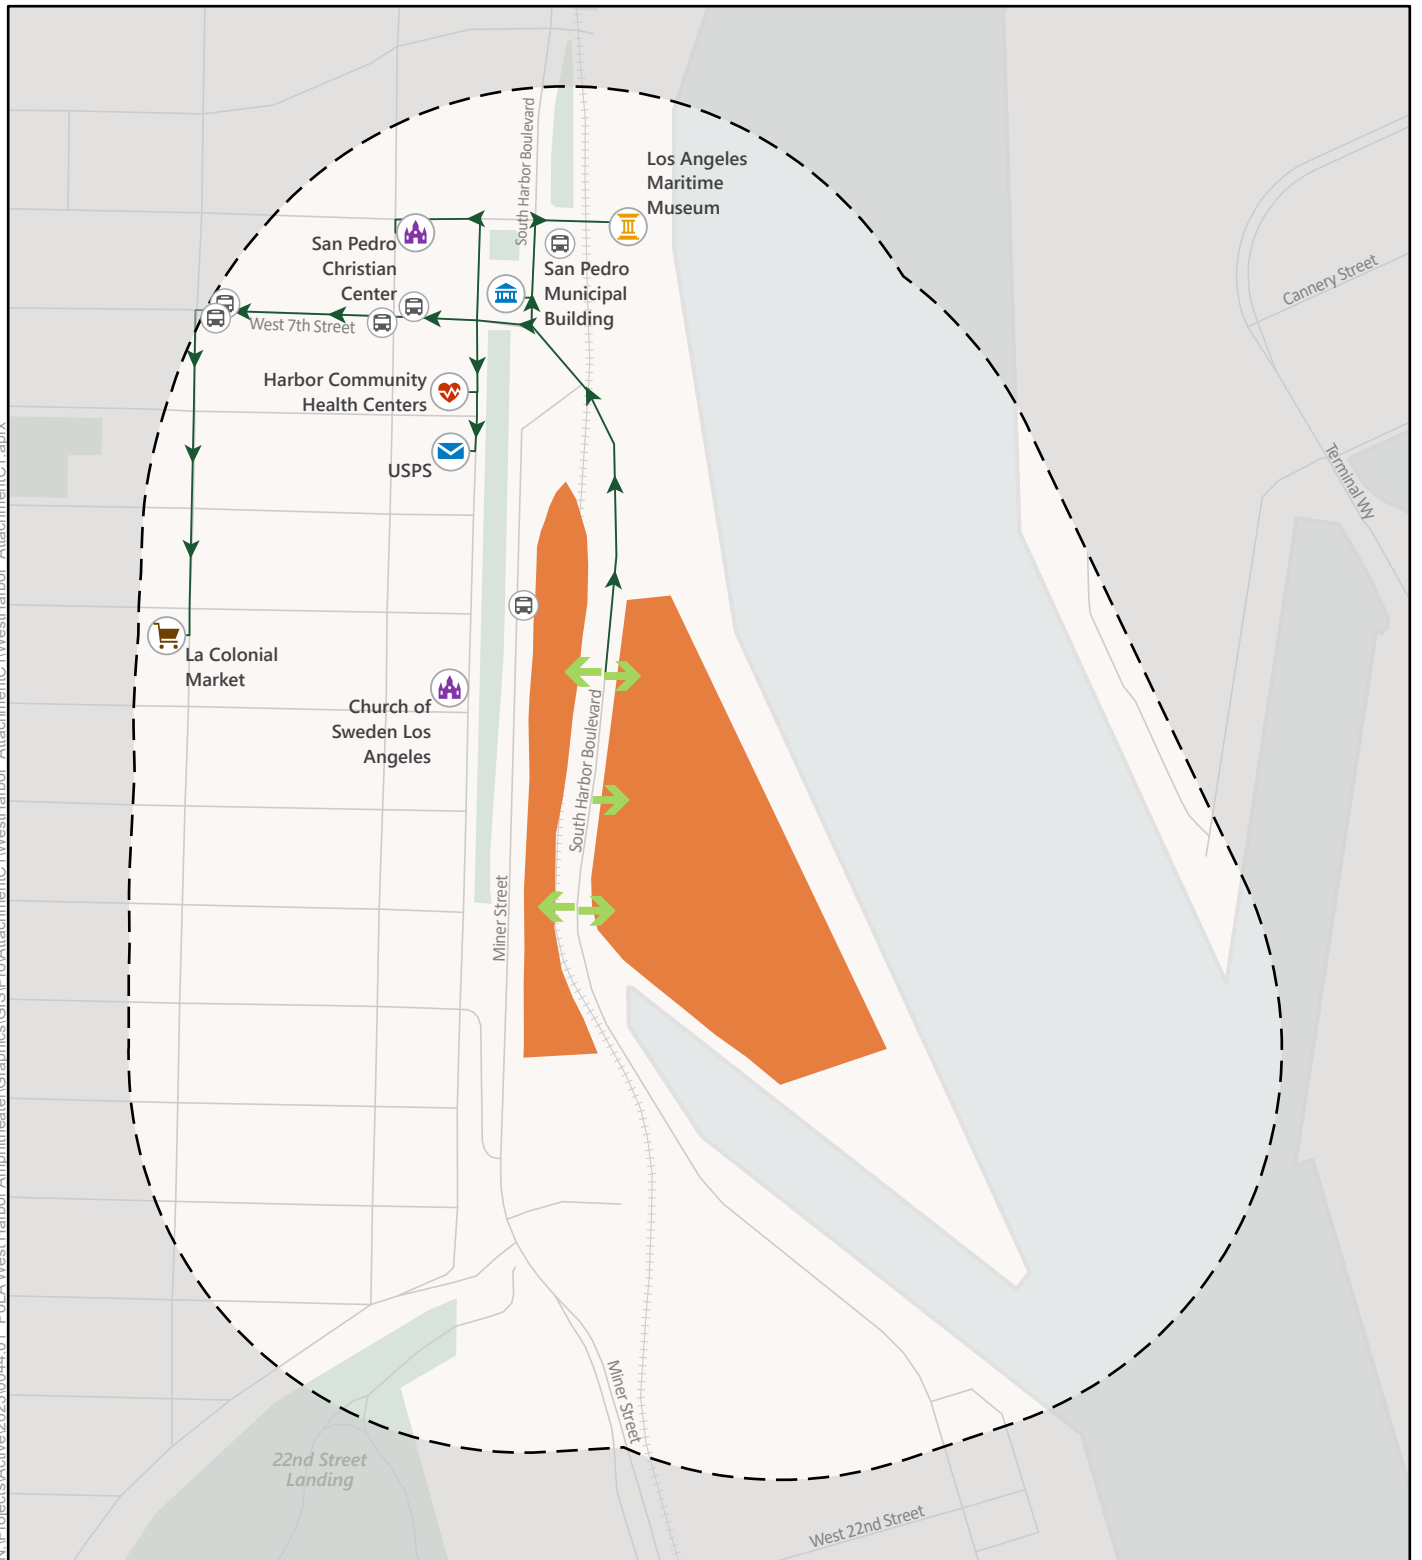 South Harbor Boulevard
Los Angeles
Maritime
Museum
San Pedro
Christian
Center
San Pedro
Municipal
Building
West 7th Street
Cannery Street
Harbor Community
Health Centers
USPS
Terminal Wy
La Colonial
Market
Church of
Sweden Los
Angeles
South Harbor Boulevard
Miner Street
Miner Street
22nd Street
Landing
West 22nd Street